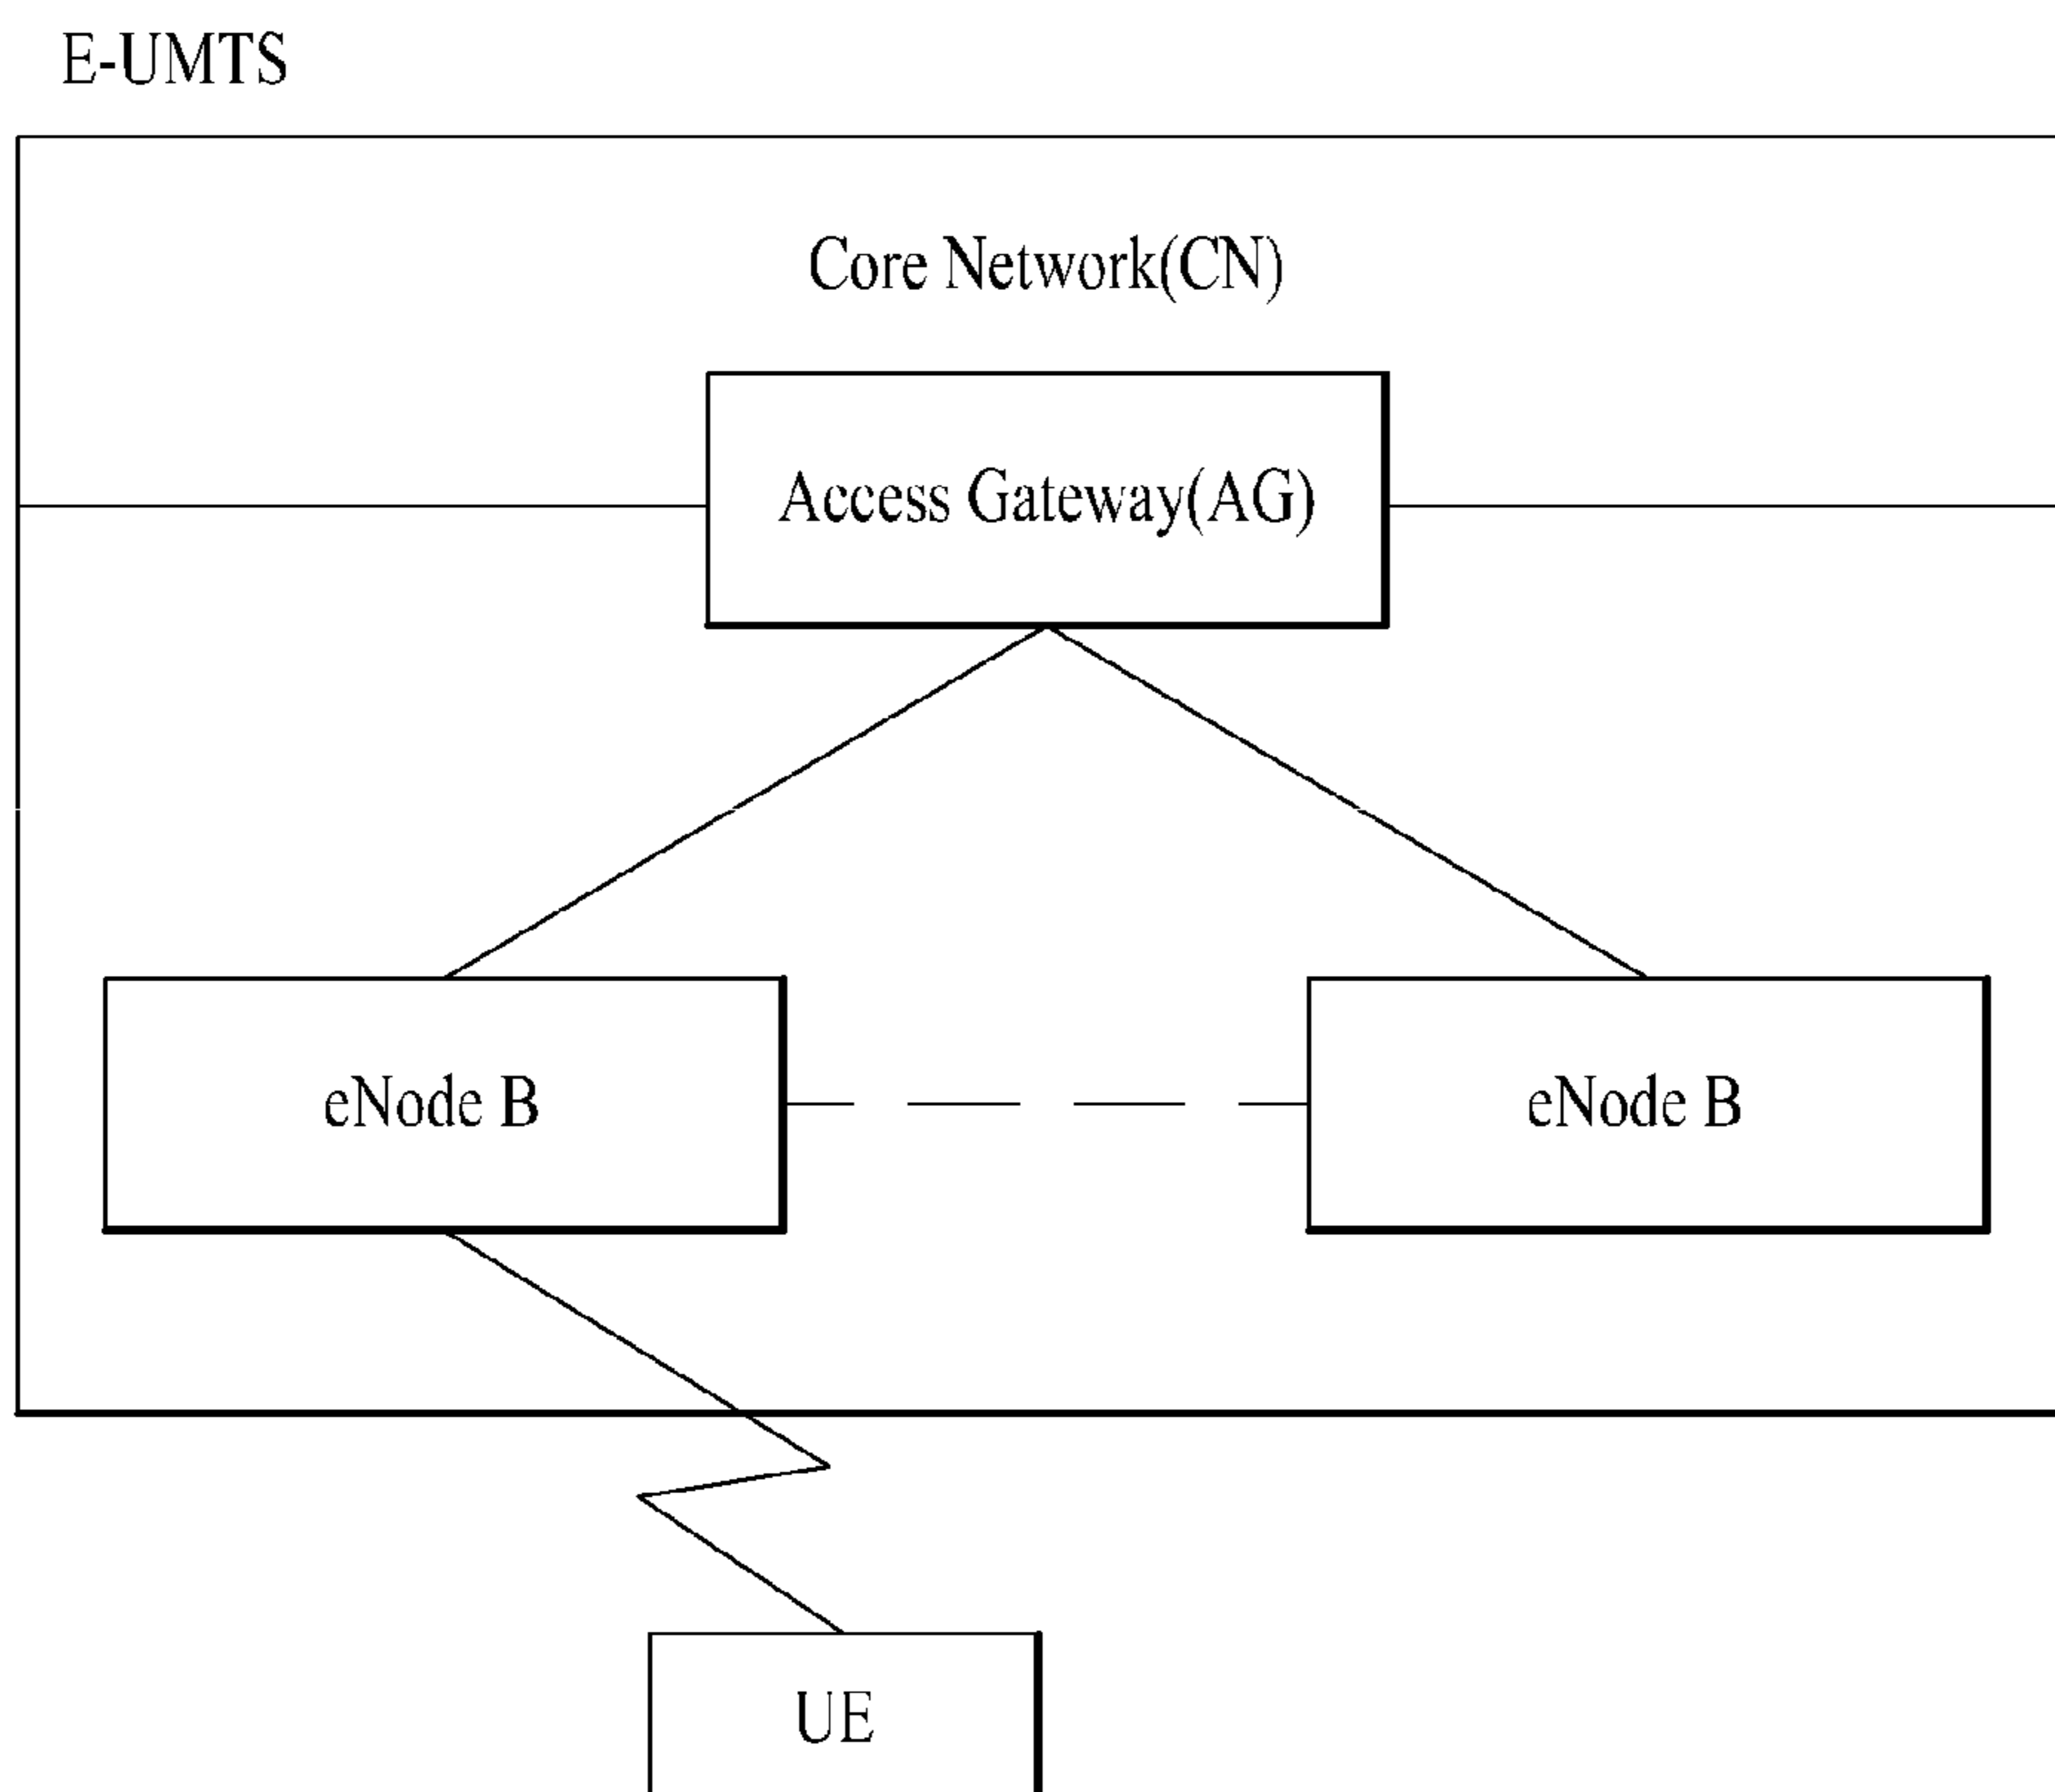 E-UMTS
Core Network(CN)
Access Gateway(AG)
eNode B
eNode B
UE